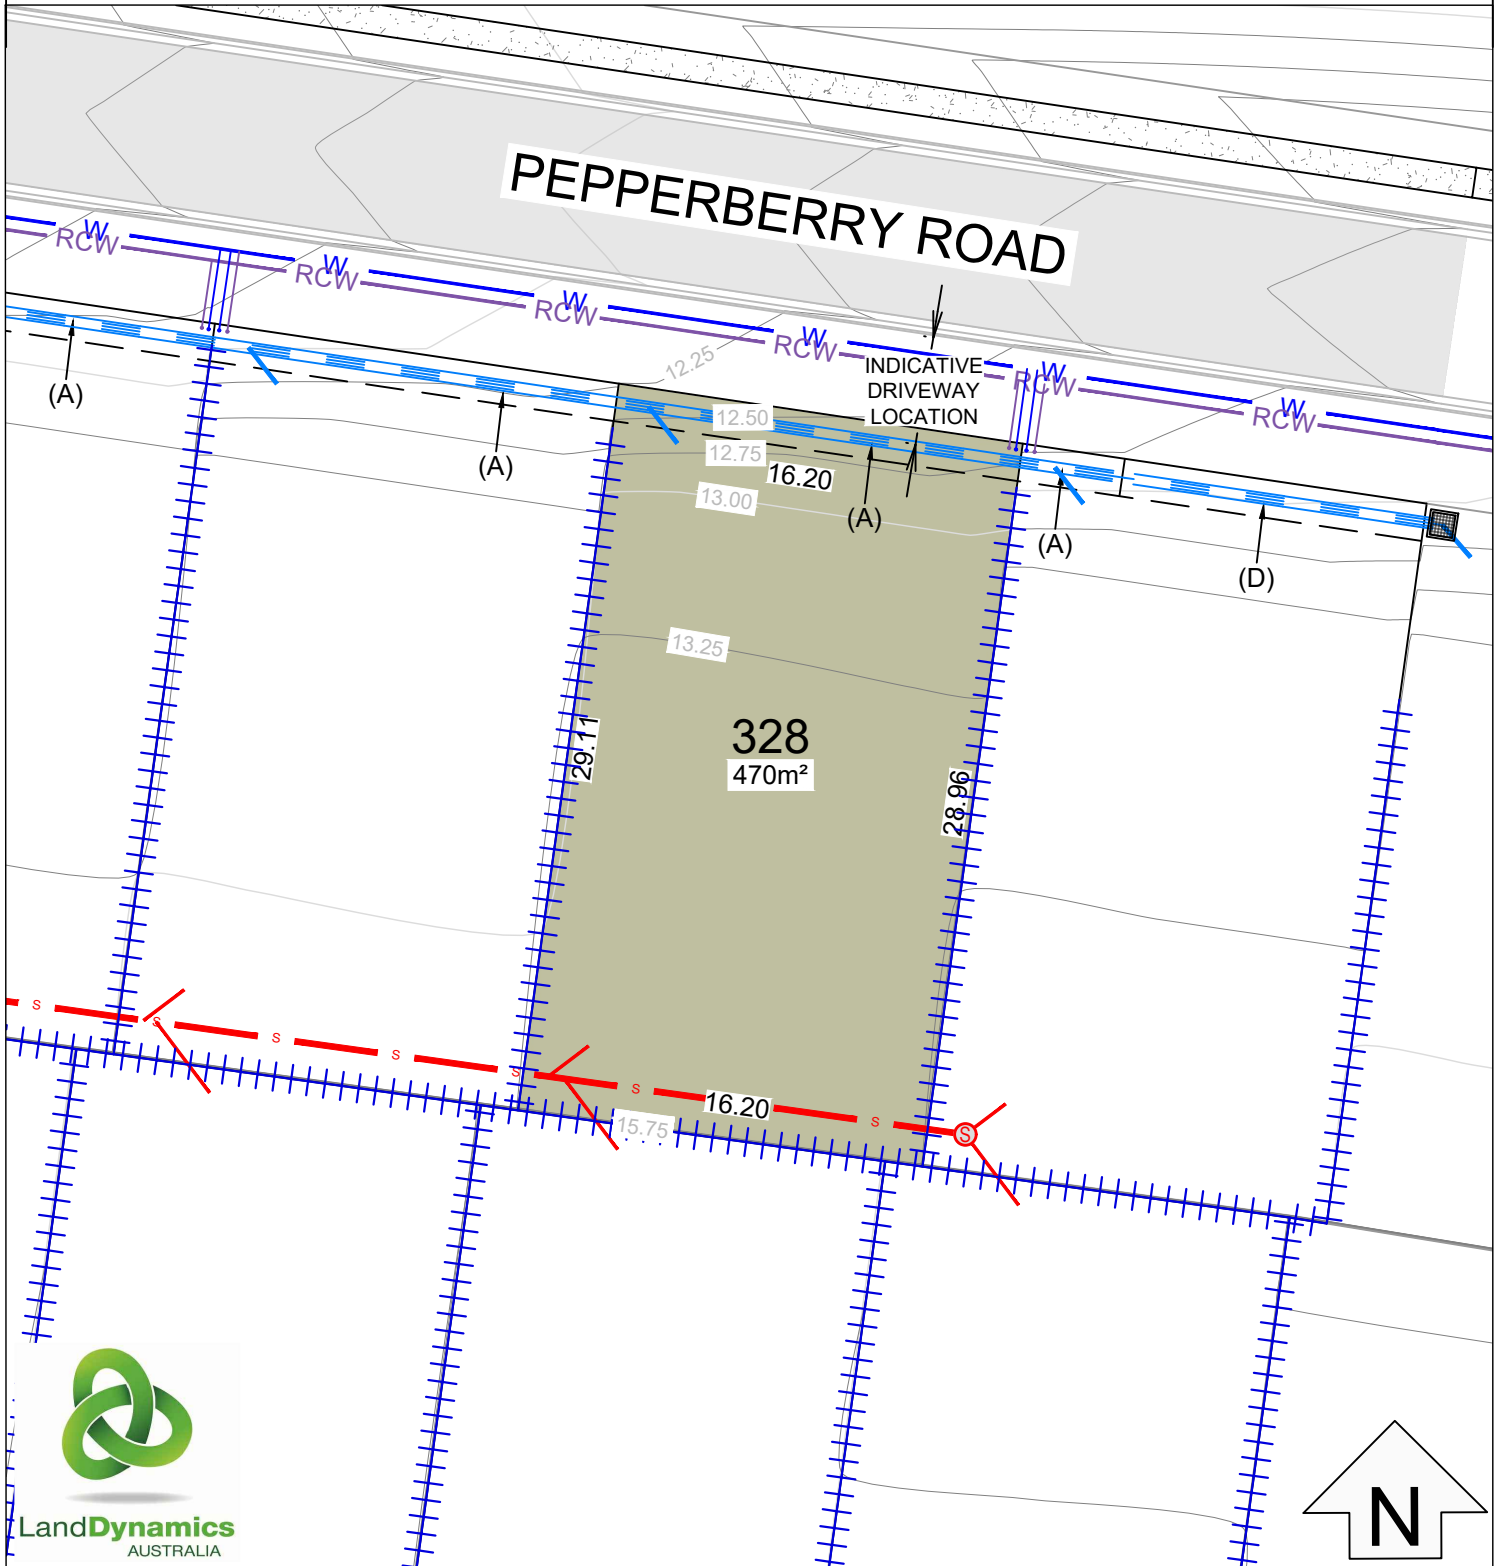 PEPPERBERRY ROAD
W
RCW
W
RCW
W
RCW
W
RCW
W
RCW
W
RCW
INDICATIVE
DRIVEWAY
LOCATION
12.25
12.50
12.75
13.00
16.20
(A)
(A)
(A)
(A)
(D)
13.25
328
470m²
29.11
28.96
S
S
S
S
S
S
S
S
16.20
15.75
LandDynamics
AUSTRALIA
N